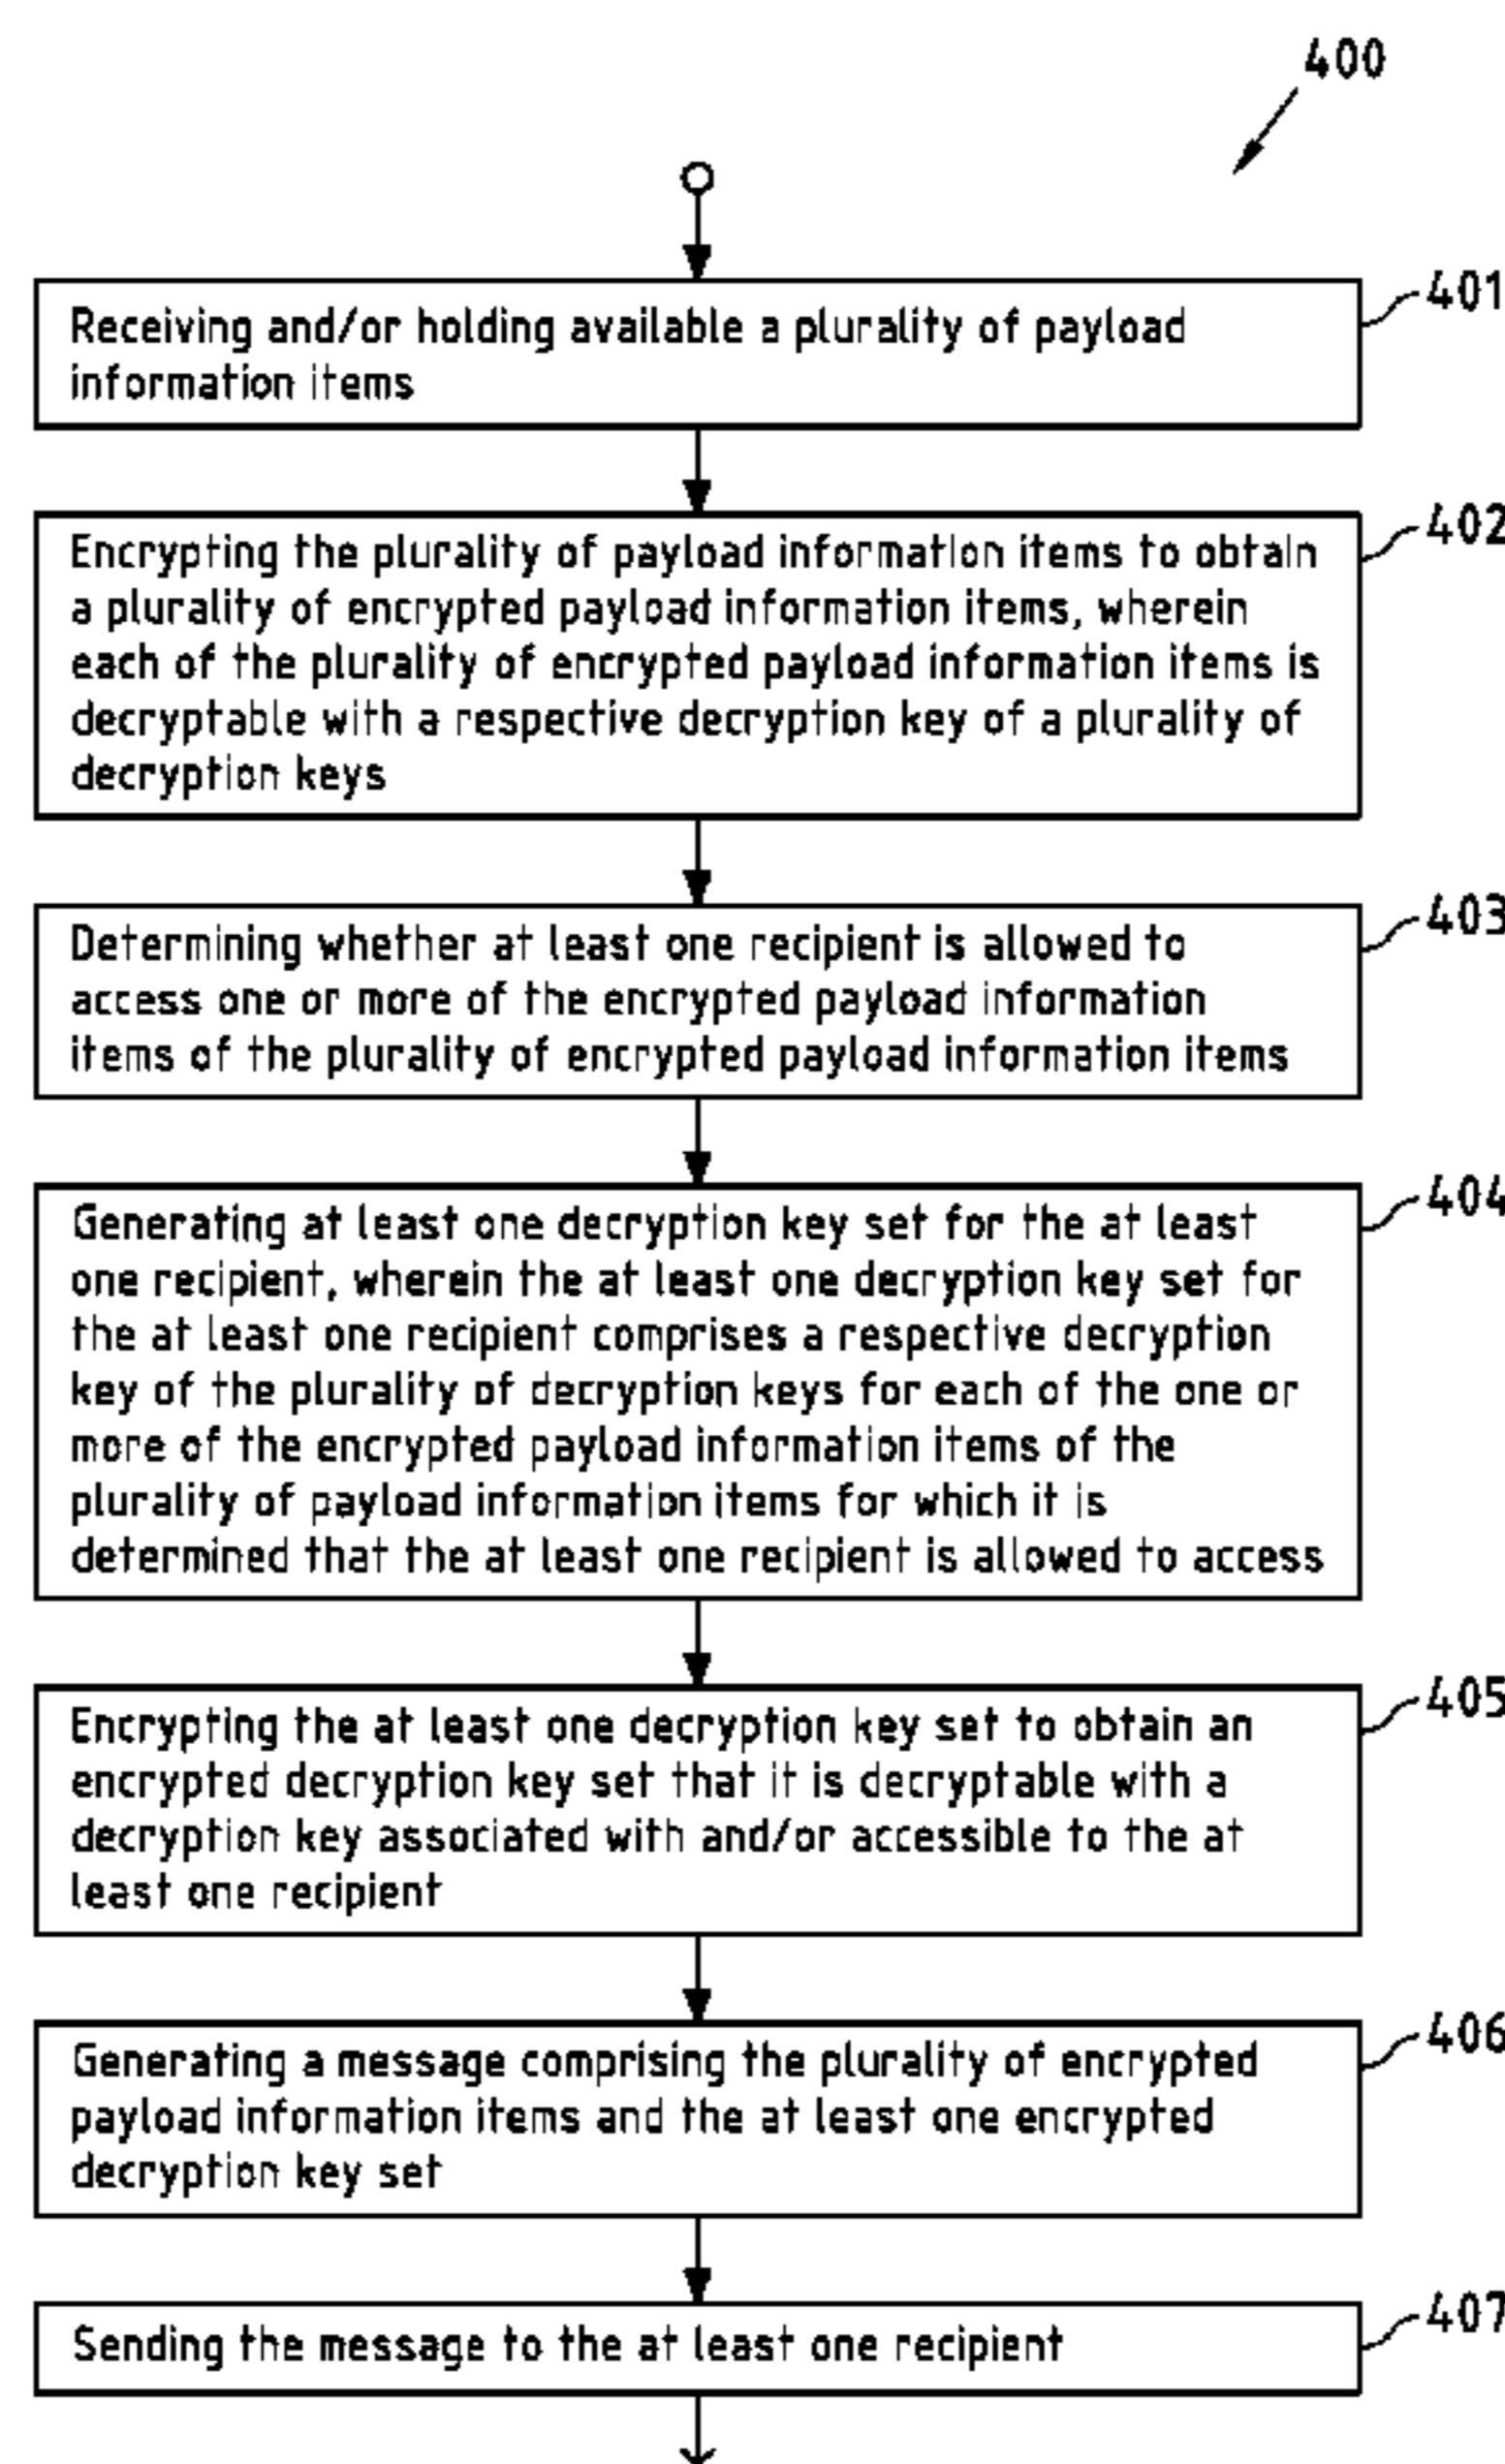 400
Receiving and/or holding available a plurality of payload
information items
401
Encrypting the plurality of payload information items to obtain
a plurality of encrypted payload information items, wherein
each of the plurality of encrypted payload information items is
decryptable with a respective decryption key of a plurality of
decryption keys
402
Determining whether at least one recipient is allowed to
access one or more of the encrypted payload information
items of the plurality of encrypted payload information items
403
Generating at least one decryption key set for the at least
one recipient, wherein the at least one decryption key set for
the at least one recipient comprises a respective decryption
key of the plurality of decryption keys for each of the one or
more of the encrypted payload information items of the
plurality of payload information items for which it is
determined that the at least one recipient is allowed to access
404
Encrypting the at least one decryption key set to obtain an
encrypted decryption key set that it is decryptable with a
decryption key associated with and/or accessible to the at
least one recipient
405
Generating a message comprising the plurality of encrypted
payload information items and the at least one encrypted
decryption key set
406
Sending the message to the at least one recipient
407